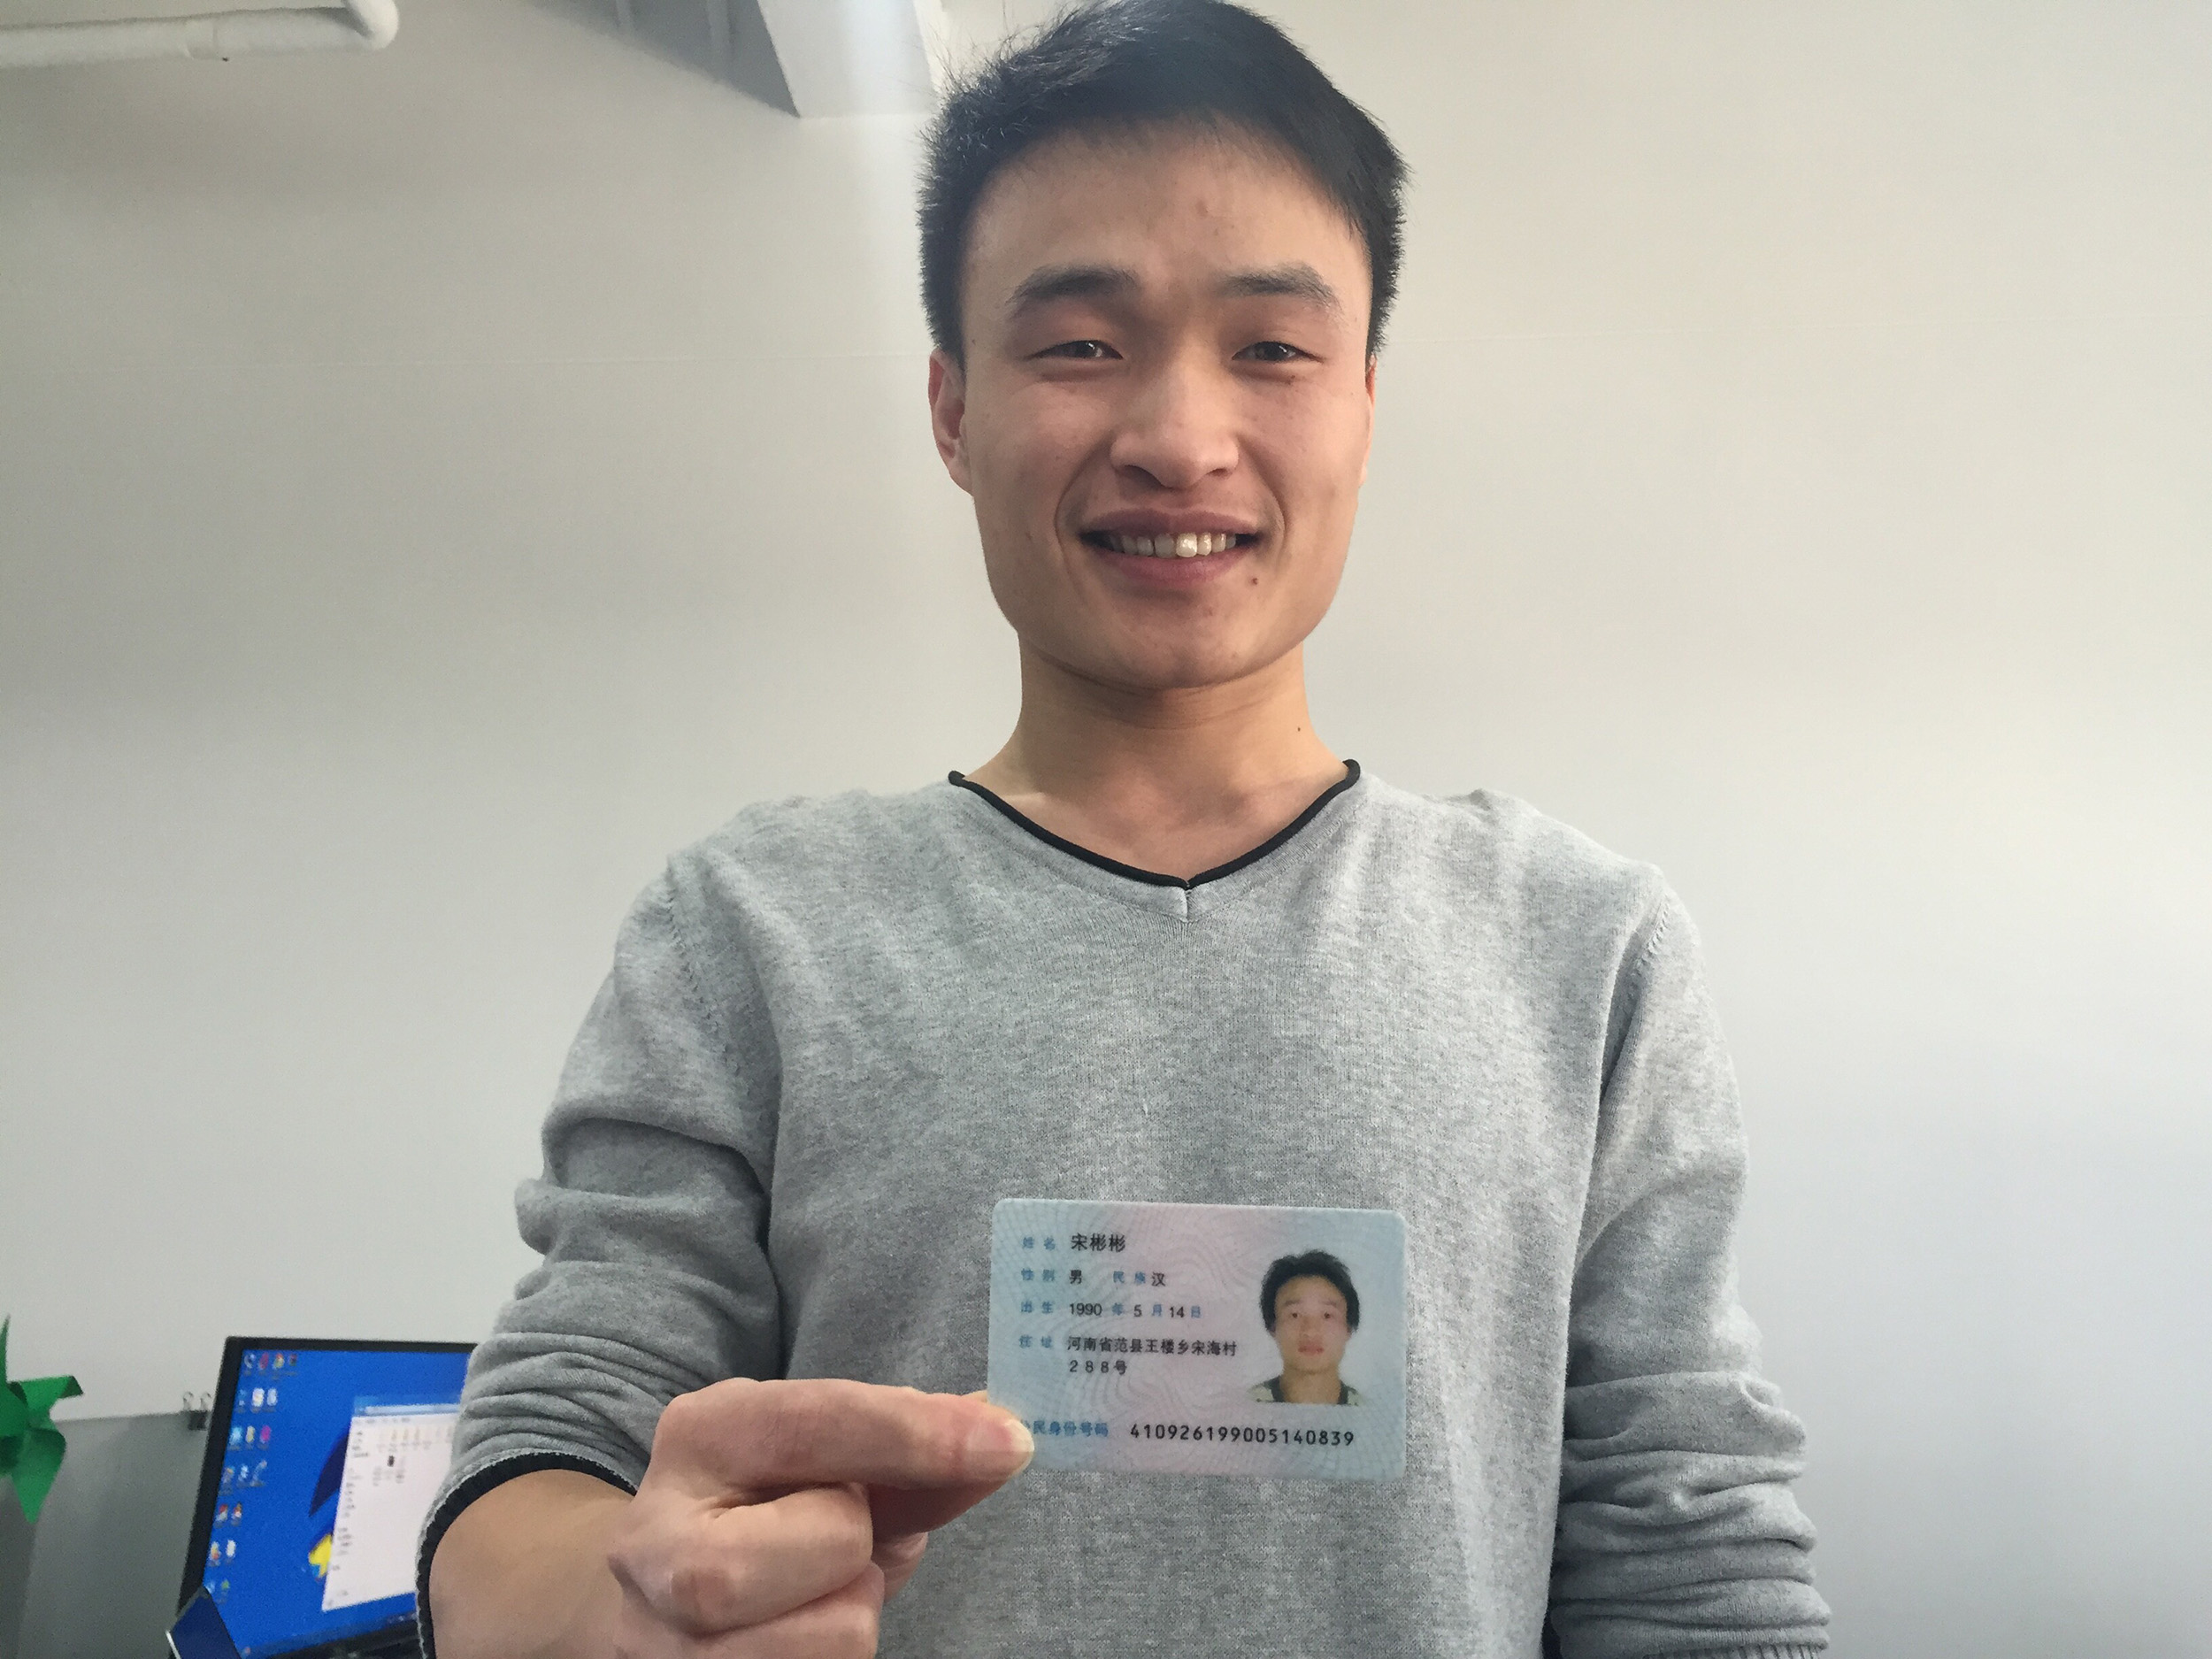 姓名 宋彬彬
性别 男 民族 汉
出生 1990 年 5 月 14 日
住址 河南省范县王楼乡宋海村
288号
公民身份号码 410926199005140839